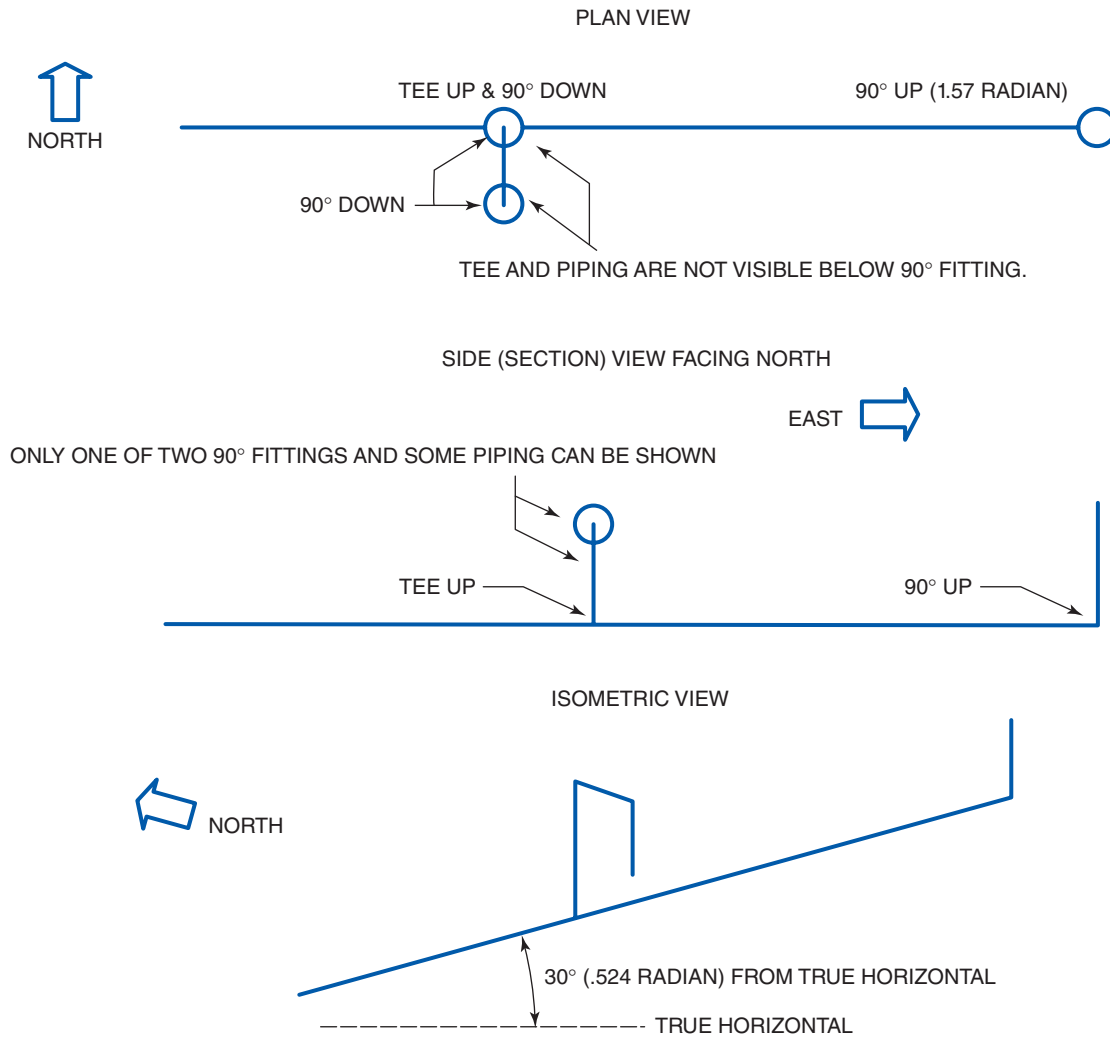 PLAN VIEW
TEE UP & 90° DOWN
90° UP (1.57 RADIAN)
NORTH
90° DOWN
TEE AND PIPING ARE NOT VISIBLE BELOW 90° FITTING.
SIDE (SECTION) VIEW FACING NORTH
EAST
ONLY ONE OF TWO 90° FITTINGS AND SOME PIPING CAN BE SHOWN
TEE UP
90° UP
ISOMETRIC VIEW
NORTH
30° (.524 RADIAN) FROM TRUE HORIZONTAL
TRUE HORIZONTAL